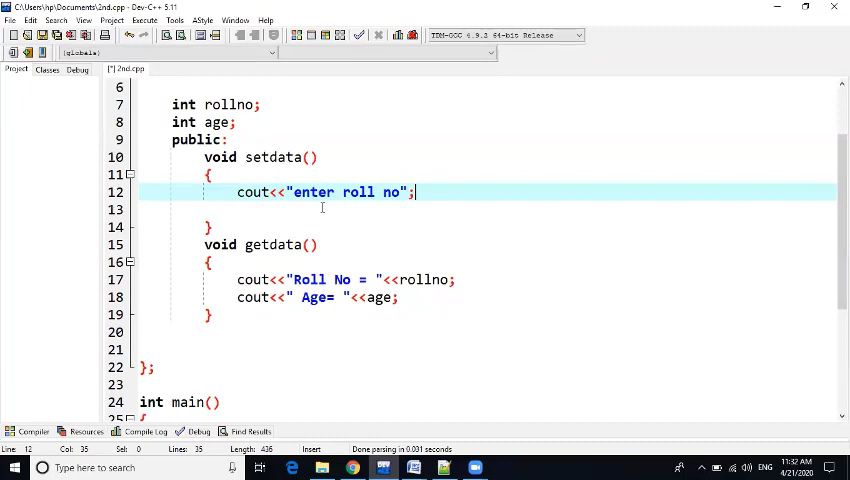 C:\Users\hp\Documents\2nd.cpp - Dev-C++ 5.11
File Edit Search View Project Execute Tools AStyle Window Help
TDM-GCC 4.9.2 64-bit Release
(globals)
Project Classes Debug [*] 2nd.cpp
6
7 int rollno;
8 int age;
9 public:
10 void setdata()
11 {
12 cout<<"enter roll no";
13
14 }
15 void getdata()
16 {
17 cout<<"Roll No = "<<rollno;
18 cout<<" Age= "<<age;
19 }
20
21
22 };
23
24 int main()
25 {
Compiler Resources Compile Log Debug Find Results
Line: 12 Col: 35 Sel: 0 Lines: 35 Length: 436 Insert Done parsing in 0.031 seconds
Type here to search
ENG
11:32 AM
4/21/2020